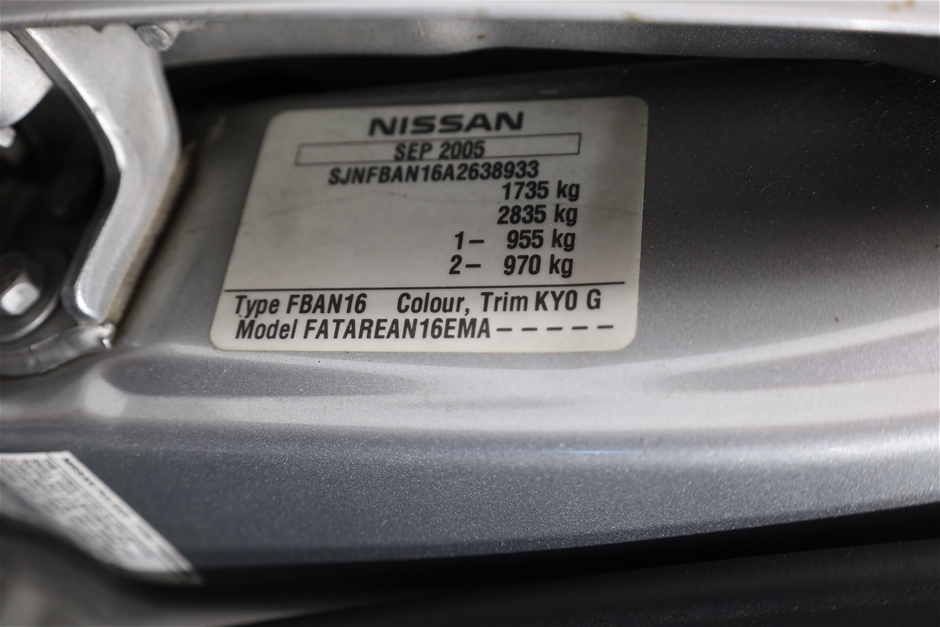 NISSAN
SEP 2005
SJNFBAN16A2638933
1735 kg
2835 kg
1– 955 kg
2– 970 kg
Type FBAN16 Colour, Trim KY0 G
Model FATAREAN16EMA–––––